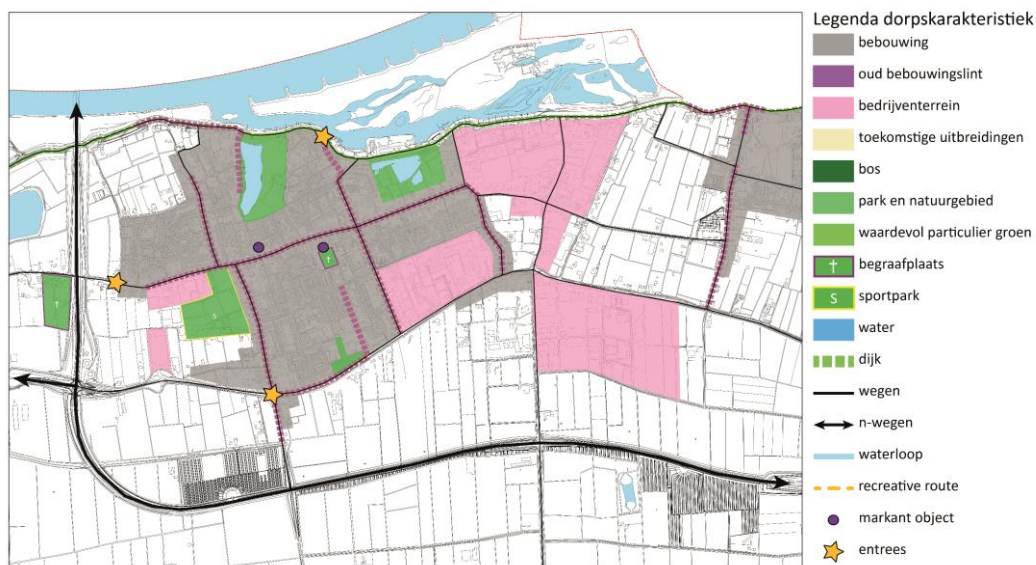 Legenda dorpskarakteristiek
bebouwing
oud bebouwingslint
bedrijventerrein
toekomstige uitbreidingen
bos
park en natuurgebied
waardevol particulier groen
begraafplaats
S sportpark
water
dijk
wegen
n-wegen
waterloop
recreative route
markant object
entrees
S